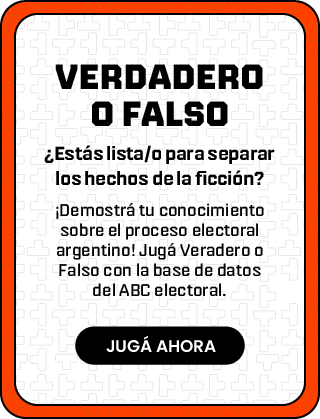 VERDADERO
O FALSO
¿Estás lista/o para separar
los hechos de la ficción?
¡Demostrá tu conocimiento
sobre el proceso electoral
argentino! Jugá Veradero o
Falso con la base de datos
del ABC electoral.
JUGÁ AHORA